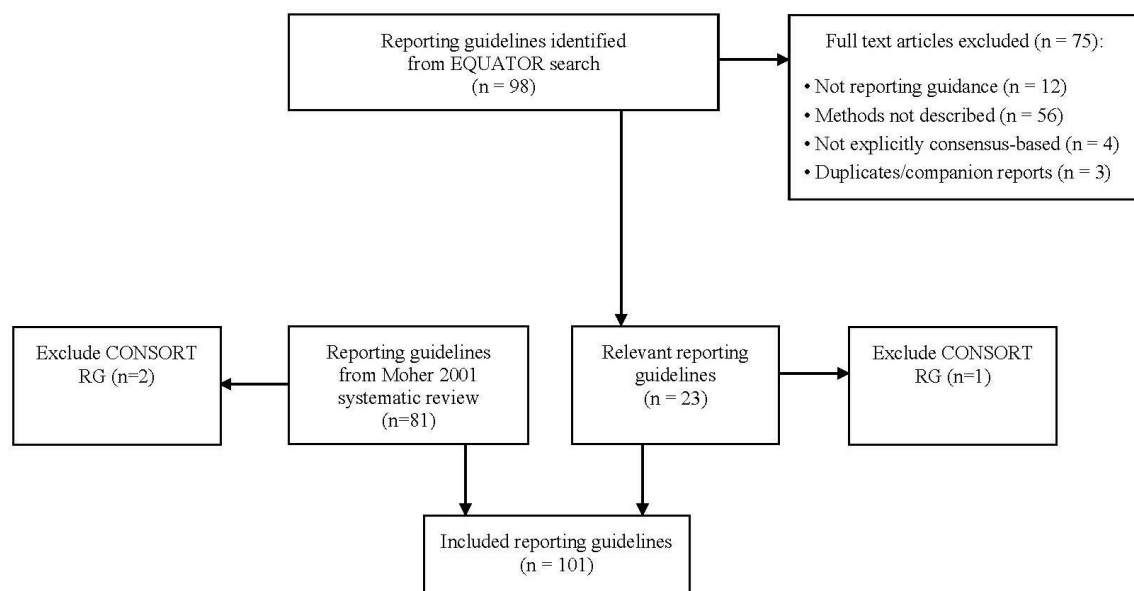 Reporting guidelines identified
from EQUATOR search
(n = 98)
Full text articles excluded (n = 75):
• Not reporting guidance (n = 12)
• Methods not described (n = 56)
• Not explicitly consensus-based (n = 4)
• Duplicates/companion reports (n = 3)
Exclude CONSORT
RG (n=2)
Reporting guidelines
from Moher 2001
systematic review
(n=81)
Relevant reporting
guidelines
(n = 23)
Exclude CONSORT
RG (n=1)
Included reporting guidelines
(n = 101)